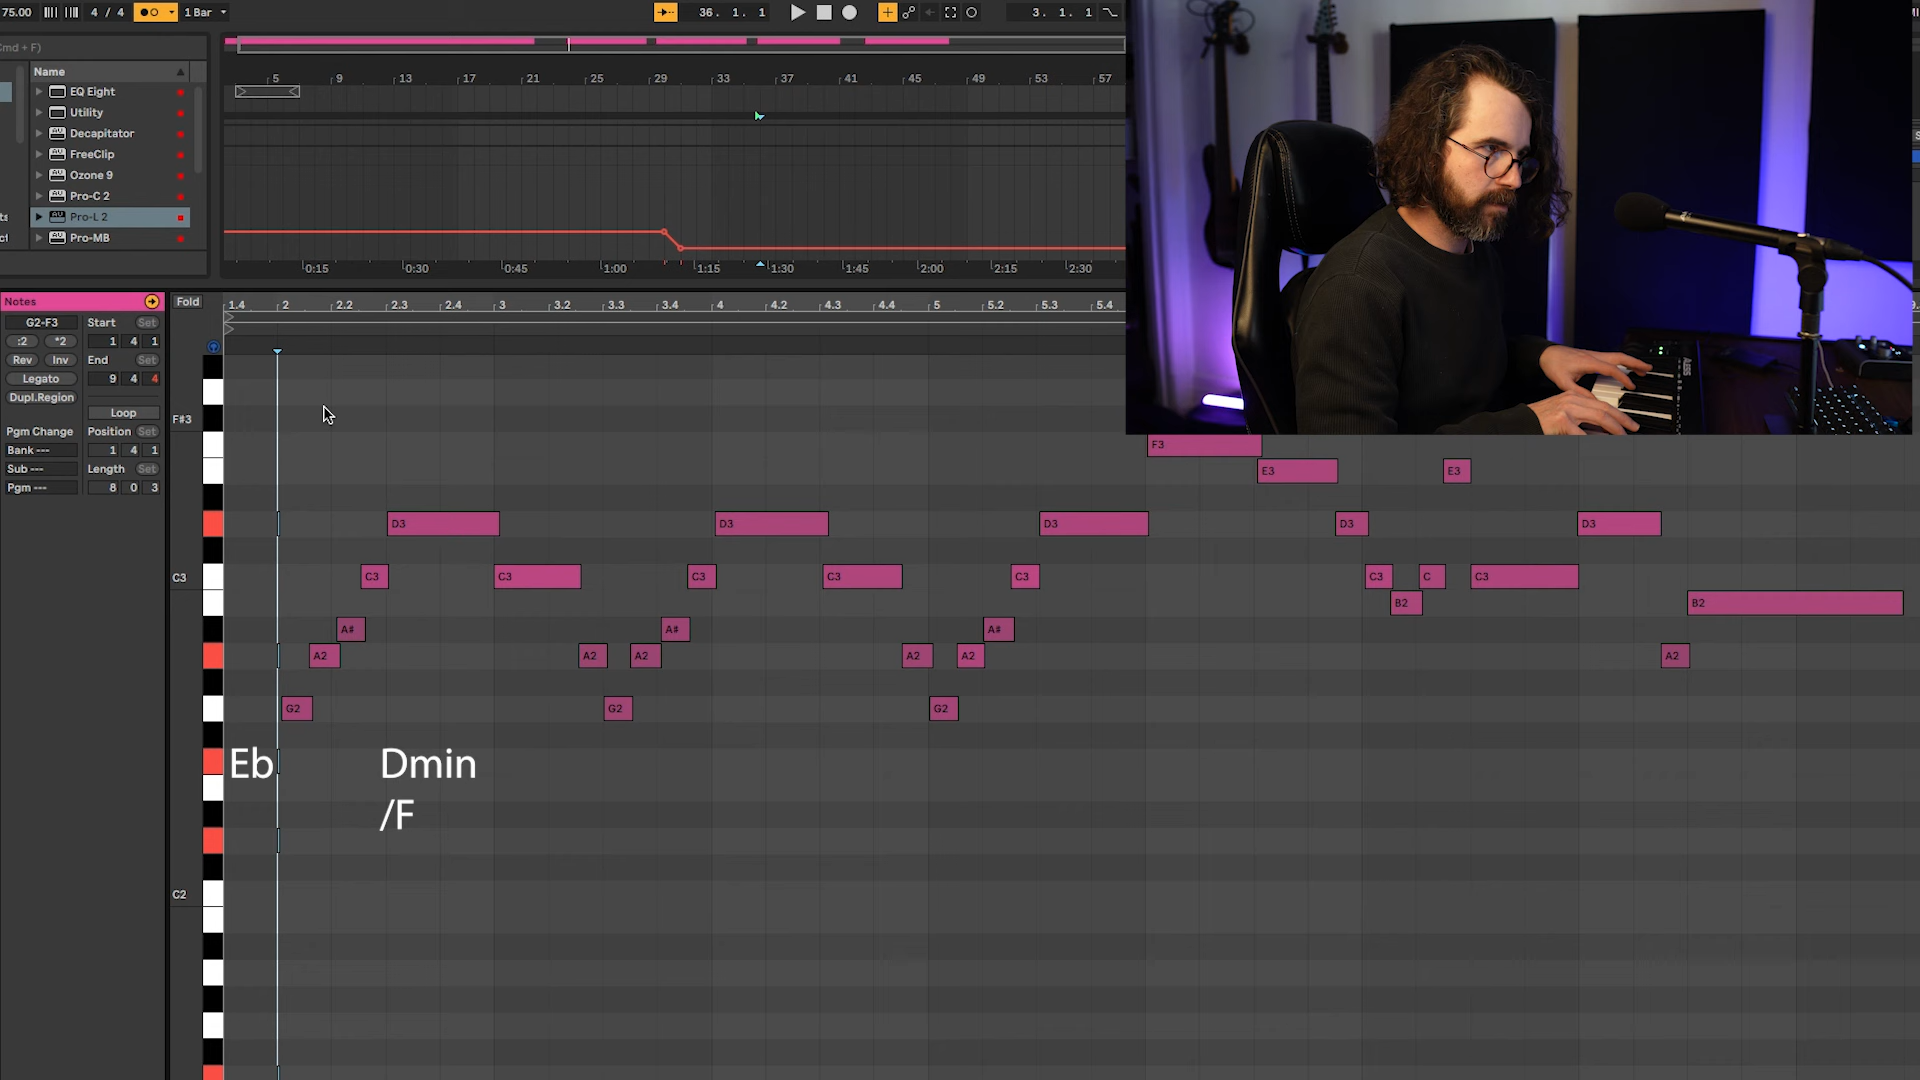 75.00 4 / 4 1 Bar 36. 1. 1 3. 1. 1
Cmd + F)
Name
EQ Eight
Utility
Decapitator
FreeClip
Ozone 9
Pro-C 2
Pro-L 2
Pro-MB
5 9 13 17 21 25 29 33 37 41 45 49 53 57
0:15 0:30 0:45 1:00 1:15 1:30 1:45 2:00 2:15 2:30
Notes
Fold
1.4 2 2.2 2.3 2.4 3 3.2 3.3 3.4 4 4.2 4.3 4.4 5 5.2 5.3 5.4
G2-F3 Start Set
:2 *2 1 4 1
Rev Inv End Set
Legato 9 4 4
Dupl.Region
Loop
Pgm Change Position Set
Bank --- 1 4 1
Sub --- Length Set
Pgm --- 8 0 3
F#3
F3
E3 E3
D3 D3 D3 D3 D3
C3
C3 C3 C3 C3 C3 C3 C C3
B2 B2
A# A# A#
A2 A2 A2 A2 A2 A2
G2 G2 G2
Eb Dmin
/F
C2